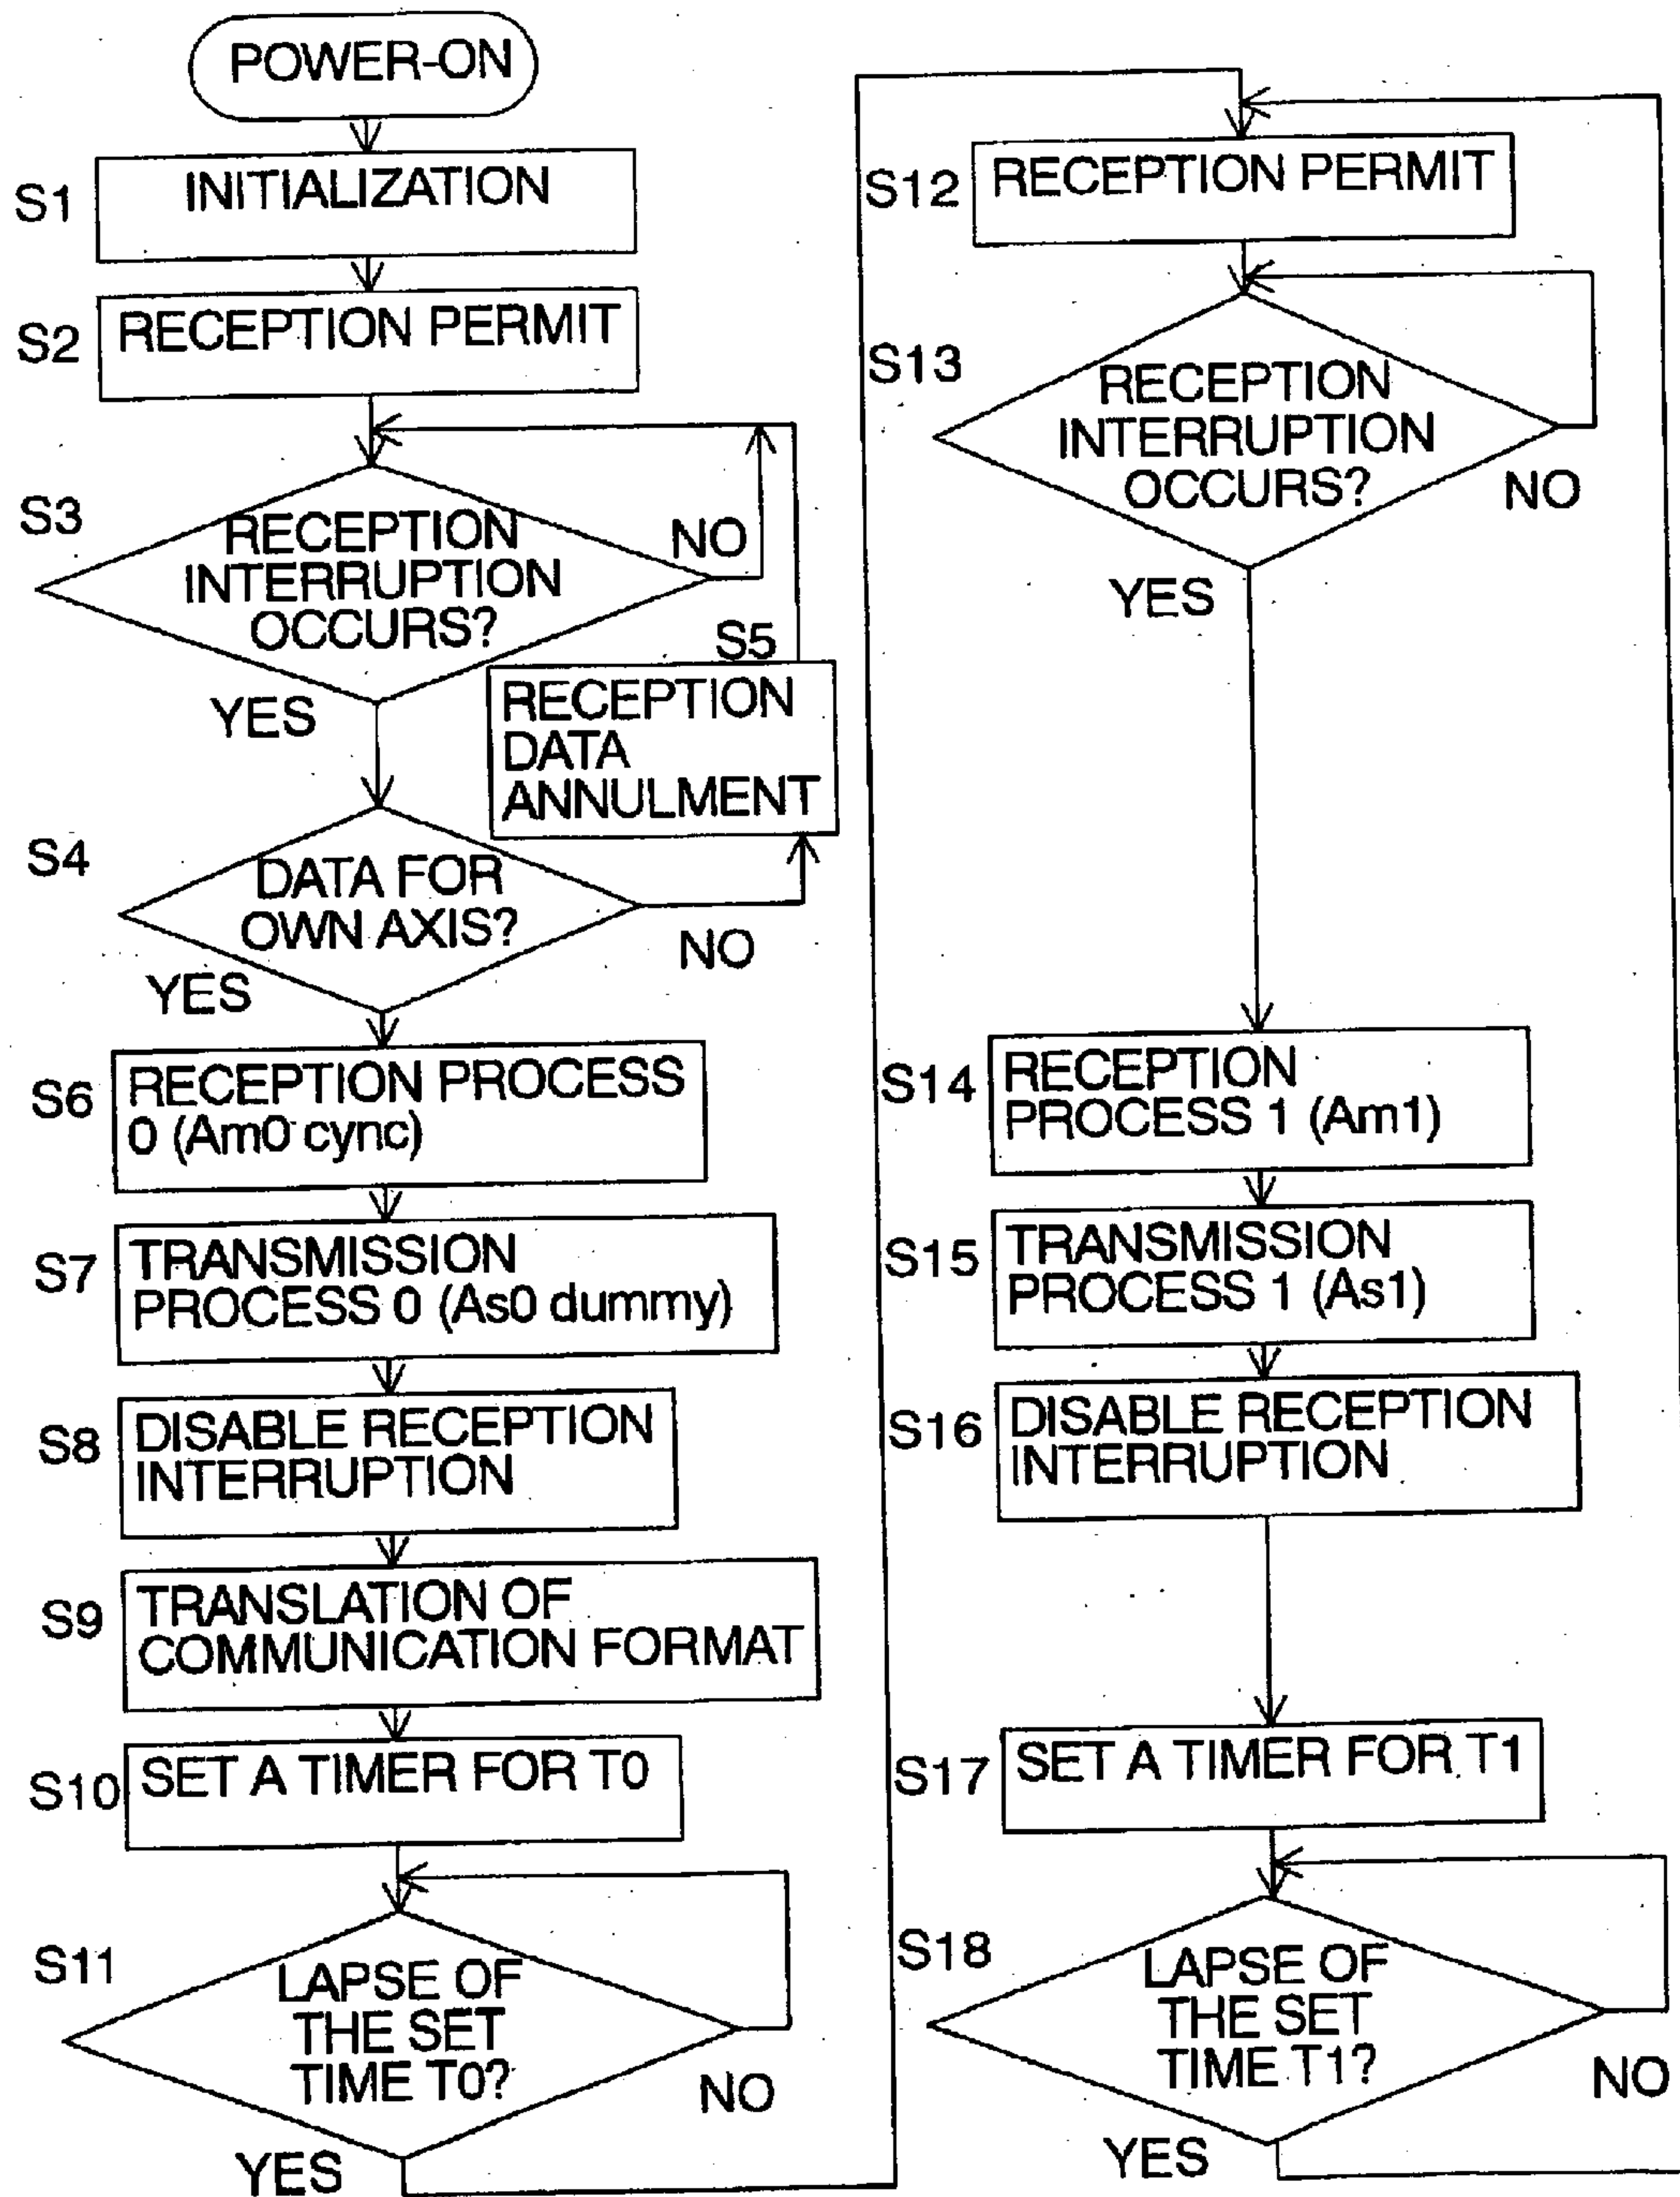 POWER-ON
S1
INITIALIZATION
S2
RECEPTION PERMIT
S3
RECEPTION
INTERRUPTION
OCCURS?
NO
YES
S5
RECEPTION
DATA
ANNULMENT
S4
DATA FOR
OWN AXIS?
NO
YES
S6
RECEPTION PROCESS
0 (Am0 cync)
S7
TRANSMISSION
PROCESS 0 (As0 dummy)
S8
DISABLE RECEPTION
INTERRUPTION
S9
TRANSLATION OF
COMMUNICATION FORMAT
S10
SET A TIMER FOR T0
S11
LAPSE OF
THE SET
TIME T0?
NO
YES
S12
RECEPTION PERMIT
S13
RECEPTION
INTERRUPTION
OCCURS?
NO
YES
S14
RECEPTION
PROCESS 1 (Am1)
S15
TRANSMISSION
PROCESS 1 (As1)
S16
DISABLE RECEPTION
INTERRUPTION
S17
SET A TIMER FOR T1
S18
LAPSE OF
THE SET
TIME T1?
NO
YES